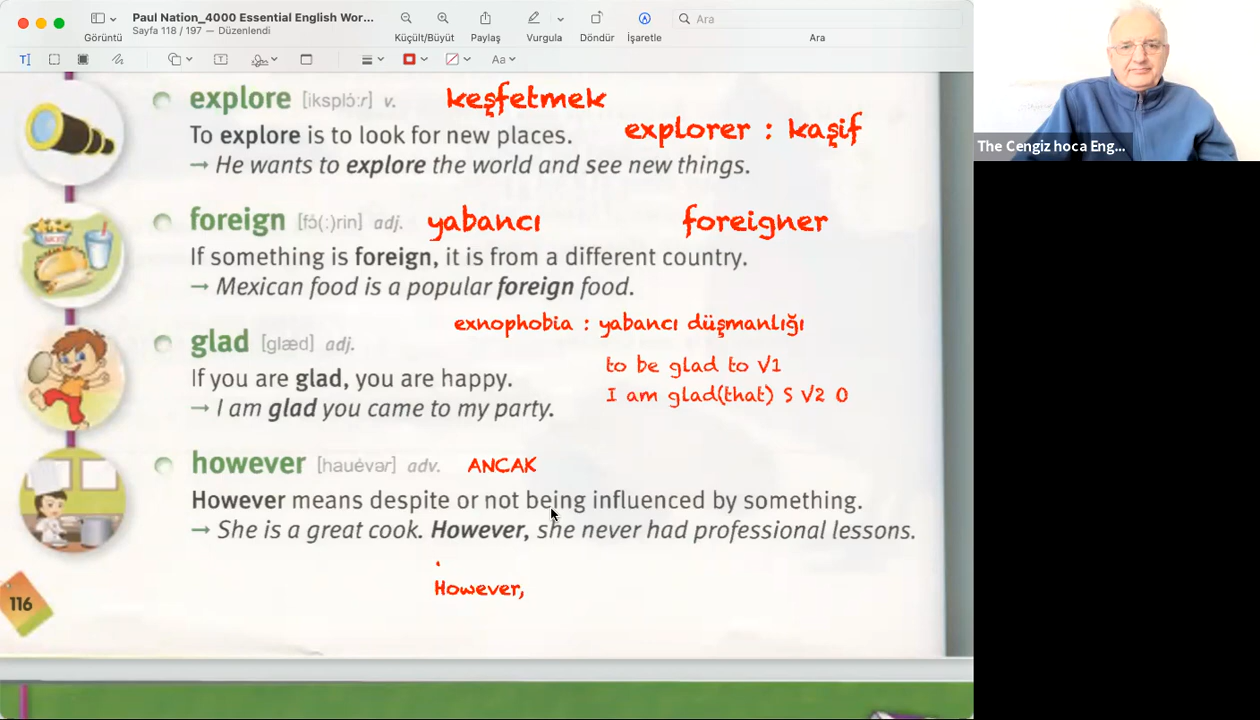 Paul Nation_4000 Essential English Wor...
Sayfa 118 / 197 — Düzenlendi
Görüntü
Küçült/Büyüt
Paylaş
Vurgula
Döndür
İşaretle
Ara
Ara
Aa
explore [iksplɔ́ːr] v. keşfetmek
To explore is to look for new places.
explorer : kaşif
→ He wants to explore the world and see new things.
foreign [fɔ́(ː)rin] adj. yabancı foreigner
If something is foreign, it is from a different country.
→ Mexican food is a popular foreign food.
exnophobia : yabancı düşmanlığı
glad [glæd] adj.
to be glad to V1
If you are glad, you are happy.
I am glad(that) S V2 O
→ I am glad you came to my party.
however [hauévər] adv. ANCAK
However means despite or not being influenced by something.
→ She is a great cook. However, she never had professional lessons.
.
However,
116
The Cengiz hoca Eng...